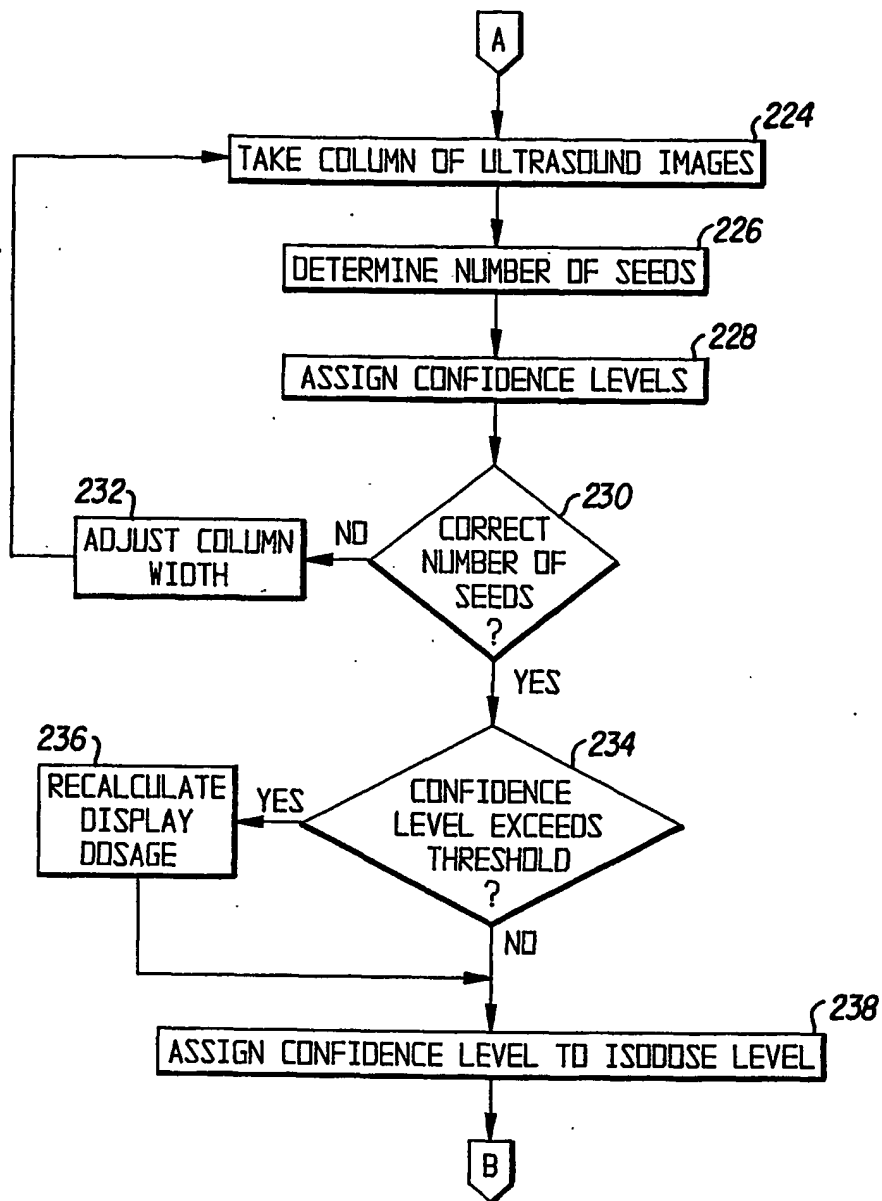 A
224
TAKE COLUMN OF ULTRASOUND IMAGES
226
DETERMINE NUMBER OF SEEDS
228
ASSIGN CONFIDENCE LEVELS
230
CORRECT
NUMBER OF
SEEDS
?
NO
232
ADJUST COLUMN
WIDTH
YES
234
CONFIDENCE
LEVEL EXCEEDS
THRESHOLD
?
YES
236
RECALCULATE
DISPLAY
DOSAGE
NO
238
ASSIGN CONFIDENCE LEVEL TO ISODOSE LEVEL
B